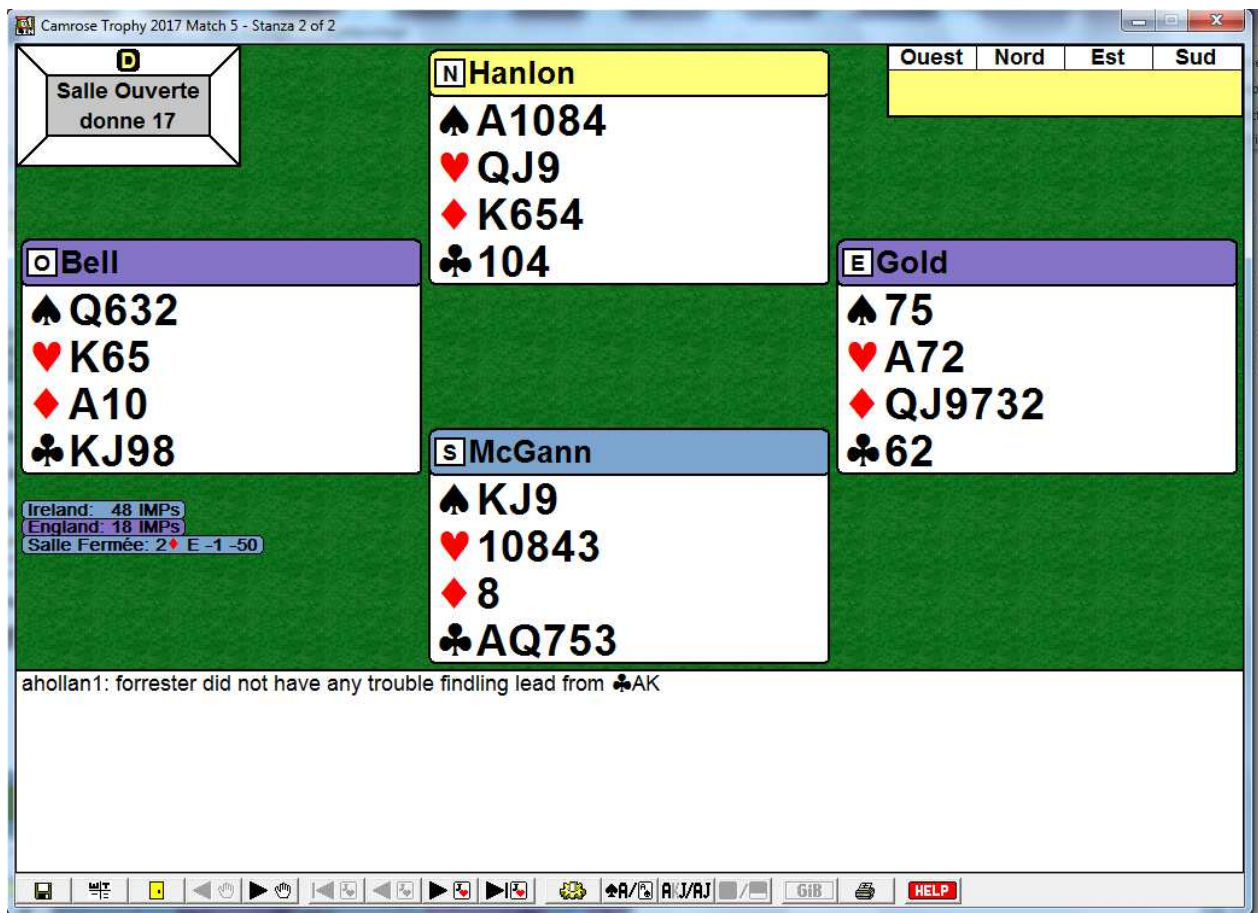 Camrose Trophy 2017 Match 5 - Stanza 2 of 2
D
Salle Ouverte
donne 17
N Hanlon
♠ A1084
♥ QJ9
♦ K654
♣ 104
Ouest Nord Est Sud
O Bell
♠ Q632
♥ K65
♦ A10
♣ KJ98
E Gold
♠ 75
♥ A72
♦ QJ9732
♣ 62
S McGann
♠ KJ9
♥ 10843
♦ 8
♣ AQ753
Ireland: 48 IMPs
England: 18 IMPs
Salle Fermée: 2♦ E -1 -50
ahollan1: forrester did not have any trouble findling lead from ♣AK
GiB
HELP